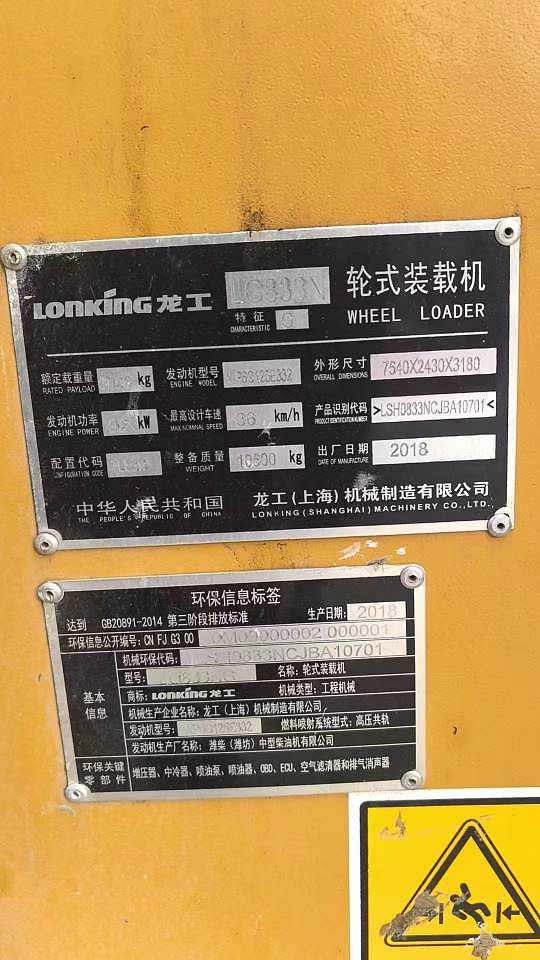 LONKING 龙工 LG833N 轮式装载机
特征 G
CHARACTERISTIC
WHEEL LOADER
额定载重量 kg 发动机型号 外形尺寸 7540X2430X3180
RATED PAYLOAD ENGINE MODEL OVERALL DIMENSIONS
发动机功率 kW 最高设计车速 38 km/h 产品识别代码 >LSH0833NCJBA10701<
ENGINE POWER MAX NOMINAL SPEED PRODUCT IDENTIFICATION NUMBER
配置代码 整备质量 10600 kg 出厂日期 2018
CONFIGURATION CODE WEIGHT DATE OF MANUFACTURE
中华人民共和国 龙工(上海)机械制造有限公司
THE PEOPLE'S REPUBLIC OF CHINA LONKING (SHANGHAI) MACHINERY CO.,LTD.
环保信息标签
达到 GB20891-2014 第三阶段排放标准 生产日期: 2018
环保信息公开编号: CN FJ G3 00 000002 000001
机械环保代码: LSH0833NCJBA10701
型号: 名称: 轮式装载机
基本信息
商标: LONKING 龙工 机械类型: 工程机械
机械生产企业名称: 龙工(上海)机械制造有限公司
发动机型号: 燃料喷射系统型式: 高压共轨
发动机生产厂名称: 潍柴(潍坊)中型柴油机有限公司
环保关键零部件
增压器、中冷器、喷油泵、喷油器、OBD、ECU、空气滤清器和排气消声器